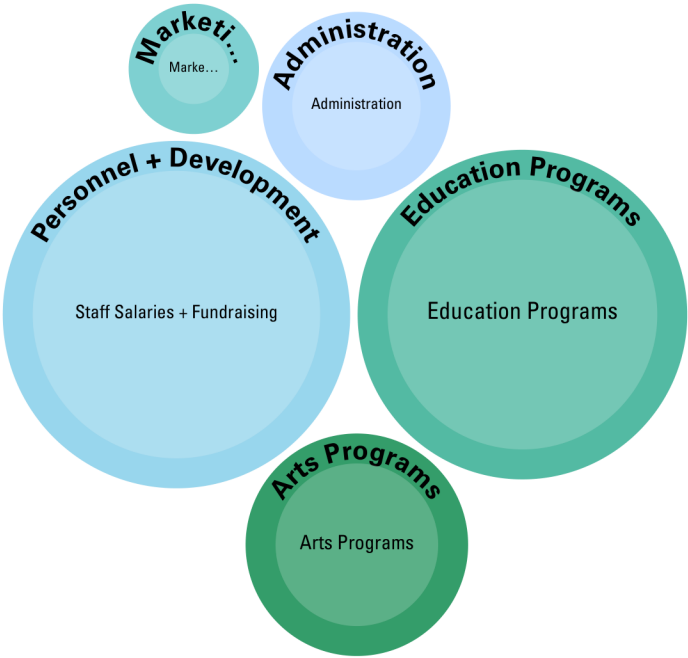 Marketi...
Marke...
Administration
Administration
Personnel + Development
Staff Salaries + Fundraising
Education Programs
Education Programs
Arts Programs
Arts Programs